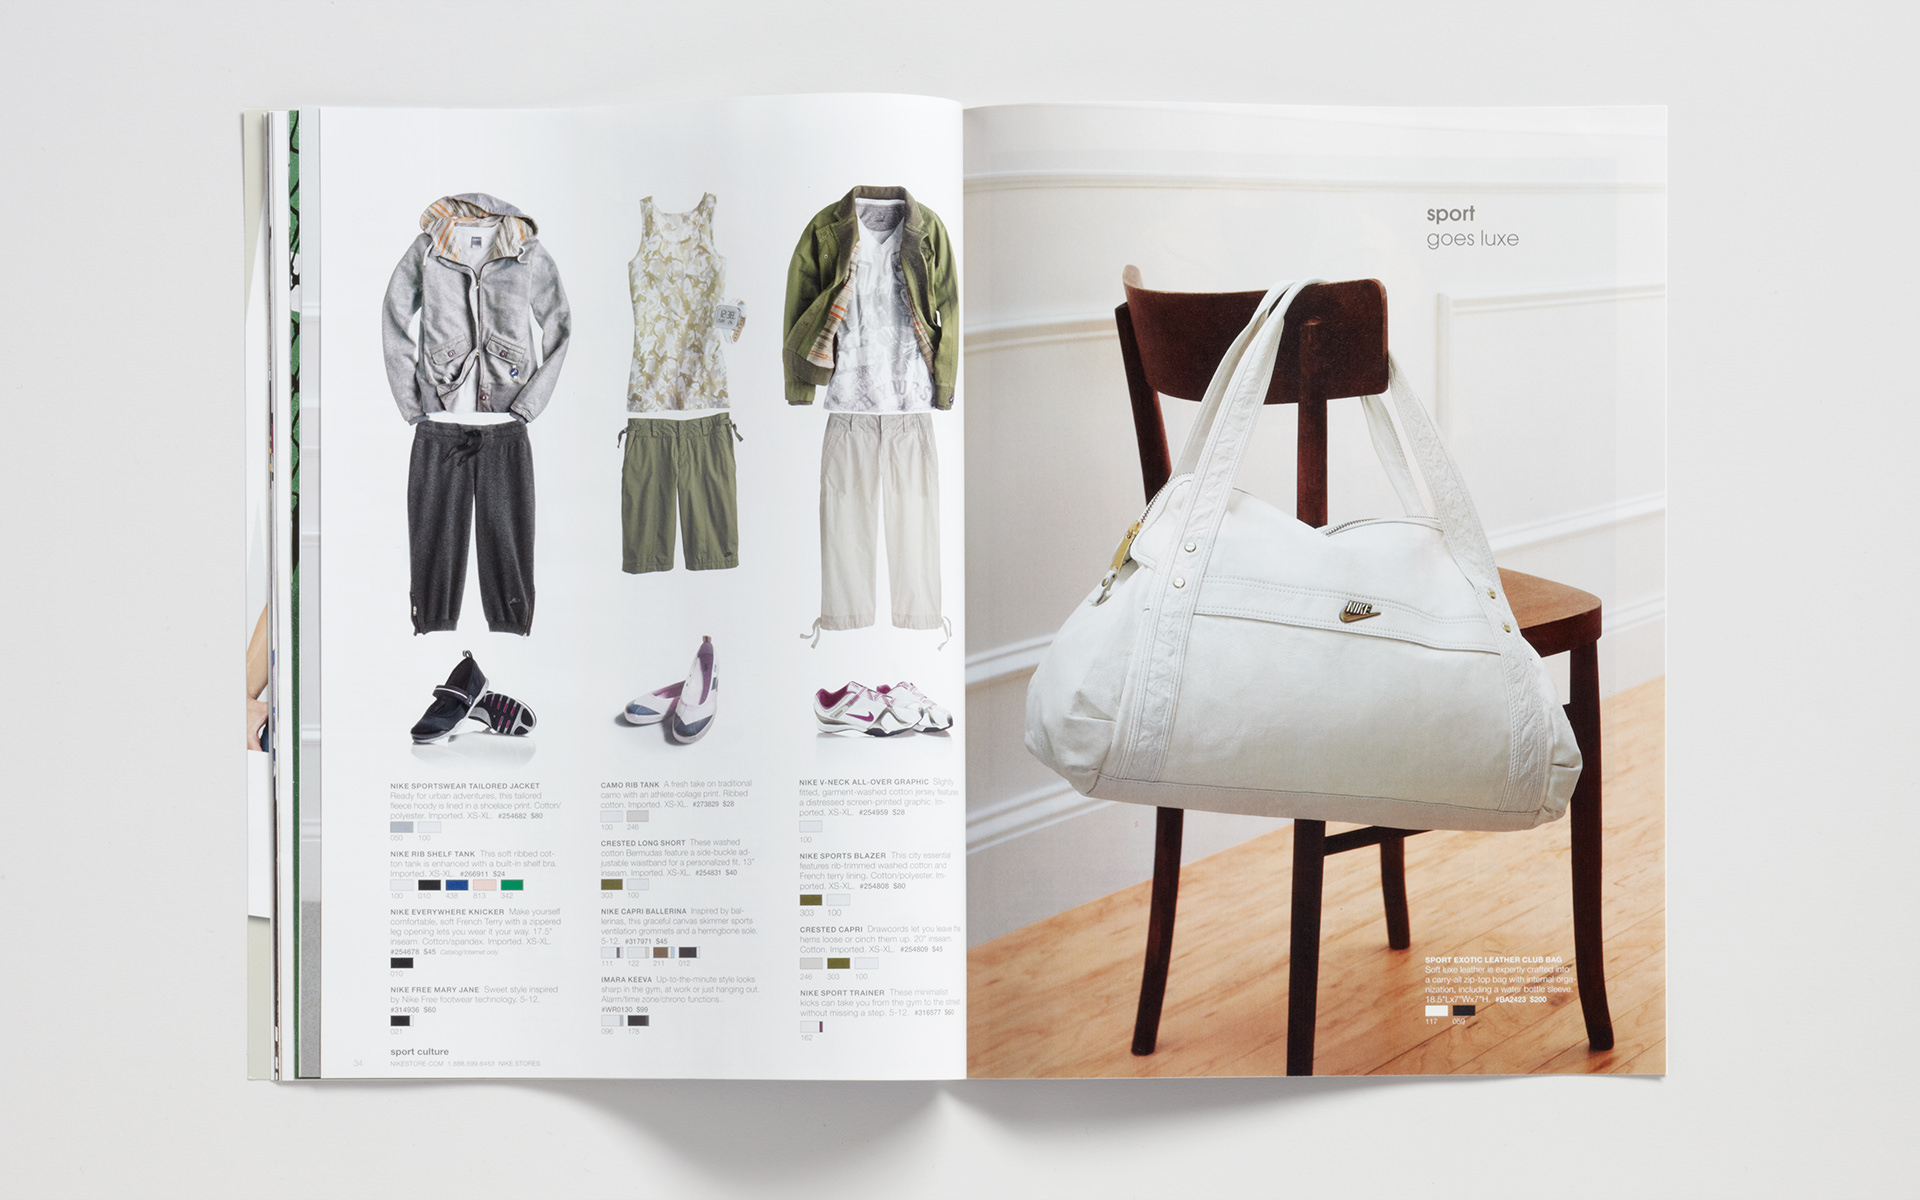 NIKE SPORTSWEAR TAILORED JACKET
Ready for urban adventures, this tailored
fleece hoody is lined in a shoelace print. Cotton/
polyester. Imported. XS-XL. #254682 $80
050 100
NIKE RIB SHELF TANK This soft ribbed cot-
ton tank is enhanced with a built-in shelf bra.
Imported. XS-XL. #266911 $24
100 010 438 813 342
NIKE EVERYWHERE KNICKER Make yourself
comfortable, soft French Terry with a zippered
leg opening lets you wear it your way. 17.5"
inseam. Cotton/spandex. Imported. XS-XL.
#254678 $45 Catalog/Internet only
010
NIKE FREE MARY JANE Sweet style inspired
by Nike Free footwear technology. 5-12.
#314936 $60
021
sport culture
34 NIKESTORE.COM 1 888.599.6453 NIKE STORES
CAMO RIB TANK A fresh take on traditional
camo with an athlete-collage print. Ribbed
cotton. Imported. XS-XL. #273829 $28
100 246
CRESTED LONG SHORT These washed
cotton Bermudas feature a side-buckle ad-
justable waistband for a personalized fit. 13"
inseam. Imported. XS-XL. #254831 $40
303 100
NIKE CAPRI BALLERINA Inspired by bal-
lerinas, this graceful canvas skimmer sports
ventilation grommets and a herringbone sole.
5-12. #317971 $45
111 122 211 012
IMARA KEEVA Up-to-the-minute style looks
sharp in the gym, at work or just hanging out.
Alarm/time zone/chrono functions.
#WR0130 $99
096 178
NIKE V-NECK ALL-OVER GRAPHIC Slightly
fitted, garment-washed cotton jersey features
a distressed screen-printed graphic. Im-
ported. XS-XL. #254959 $28
100
NIKE SPORTS BLAZER This city essential
features rib-trimmed washed cotton and
French terry lining. Cotton/polyester. Im-
ported. XS-XL. #254808 $80
303 100
CRESTED CAPRI Drawcords let you leave the
hems loose or cinch them up. 20" inseam.
Cotton. Imported. XS-XL. #254809 $45
246 303 100
NIKE SPORT TRAINER These minimalist
kicks can take you from the gym to the street
without missing a step. 5-12. #316577 $60
162
sport
goes luxe
NIKE
SPORT EXOTIC LEATHER CLUB BAG
Soft luxe leather is expertly crafted into
a carry-all zip-top bag with internal orga-
nization, including a water bottle sleeve.
18.5"Lx7"Wx7"H. #BA2423 $200
117 059